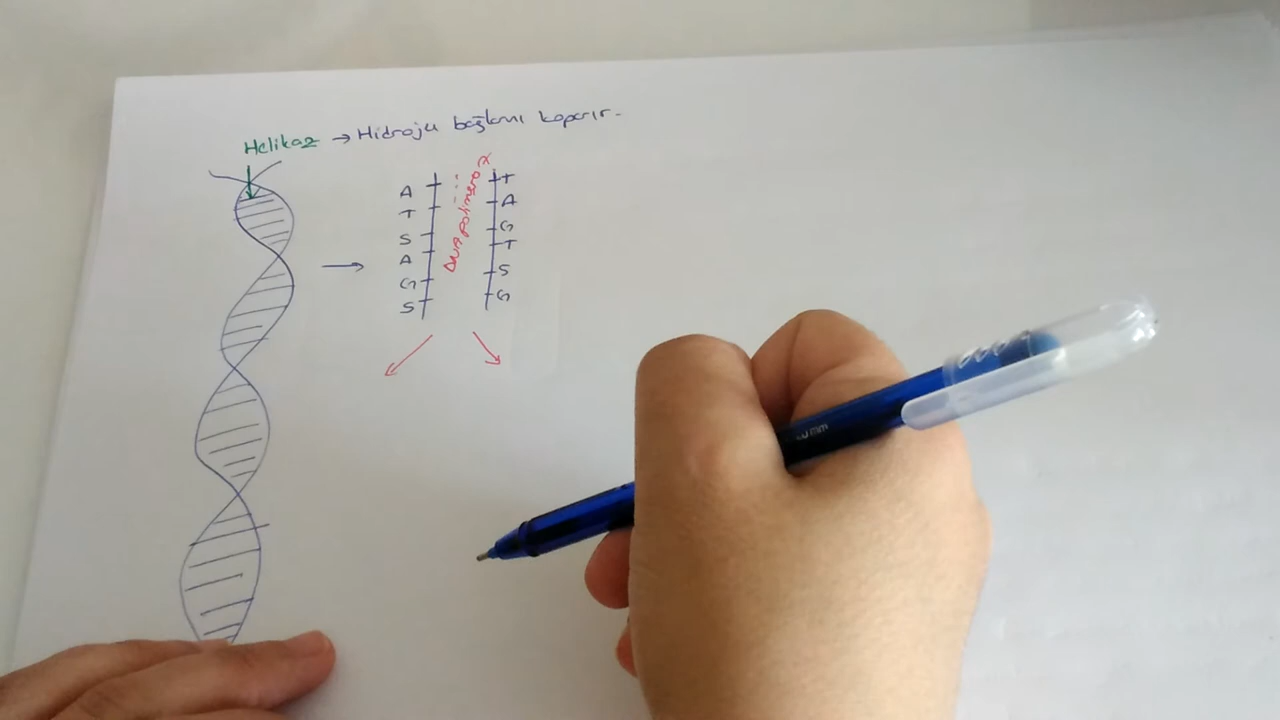 Helikaz → Hidrojen bağlarını koparır.
A T
T A
S G
A T
G S
S G
DNA polimeraz